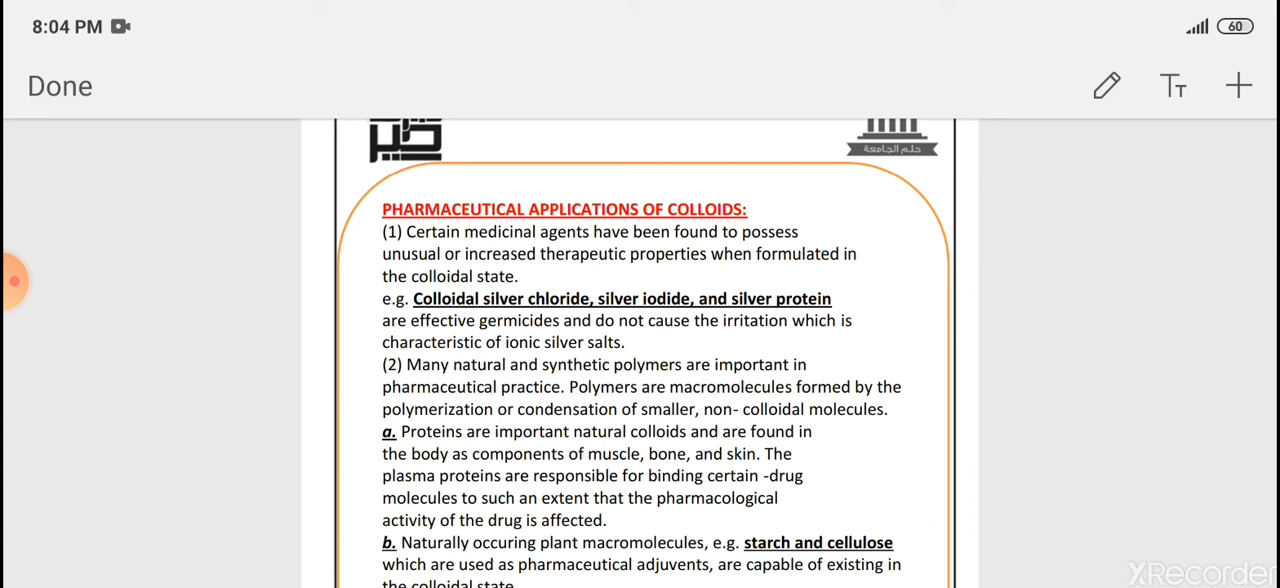 8:04 PM
60
Done
حلم الجامعة
PHARMACEUTICAL APPLICATIONS OF COLLOIDS:
(1) Certain medicinal agents have been found to possess
unusual or increased therapeutic properties when formulated in
the colloidal state.
e.g. Colloidal silver chloride, silver iodide, and silver protein
are effective germicides and do not cause the irritation which is
characteristic of ionic silver salts.
(2) Many natural and synthetic polymers are important in
pharmaceutical practice. Polymers are macromolecules formed by the
polymerization or condensation of smaller, non- colloidal molecules.
a. Proteins are important natural colloids and are found in
the body as components of muscle, bone, and skin. The
plasma proteins are responsible for binding certain -drug
molecules to such an extent that the pharmacological
activity of the drug is affected.
b. Naturally occuring plant macromolecules, e.g. starch and cellulose
which are used as pharmaceutical adjuvents, are capable of existing in
the colloidal state.
XRecorder